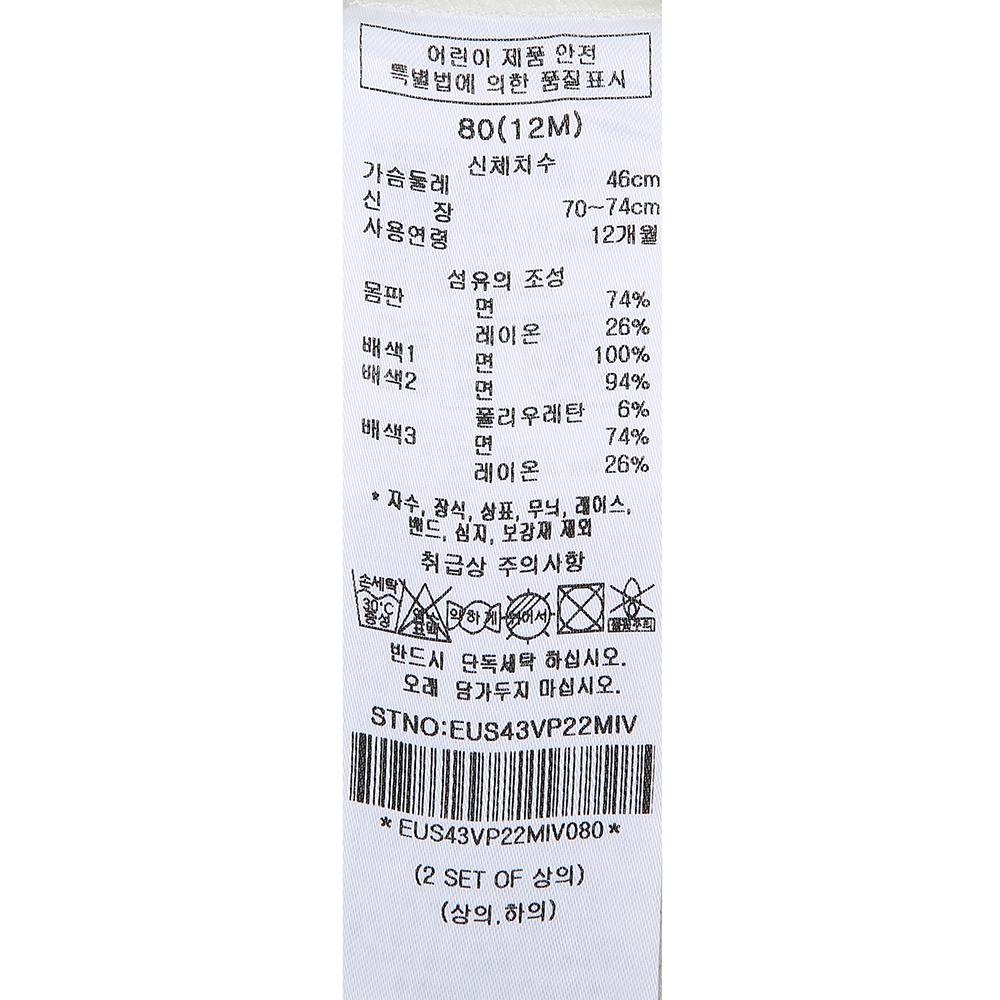 어린이 제품 안전
특별법에 의한 품질표시
80(12M)
신체치수
가슴둘레 46cm
신 장 70~74cm
사용연령 12개월
섬유의 조성
몸판 면 74%
레이온 26%
배색1 면 100%
배색2 면 94%
폴리우레탄 6%
배색3 면 74%
레이온 26%
* 자수, 장식, 상표, 무늬, 레이스,
밴드, 심지, 보강재 제외
취급상 주의사항
손세탁
30℃
중성
염소
표백
약하게
뉘어서
반드시 단독세탁 하십시오.
오래 담가두지 마십시오.
STNO:EUS43VP22MIV
*EUS43VP22MIV080*
(2 SET OF 상의)
(상의.하의)